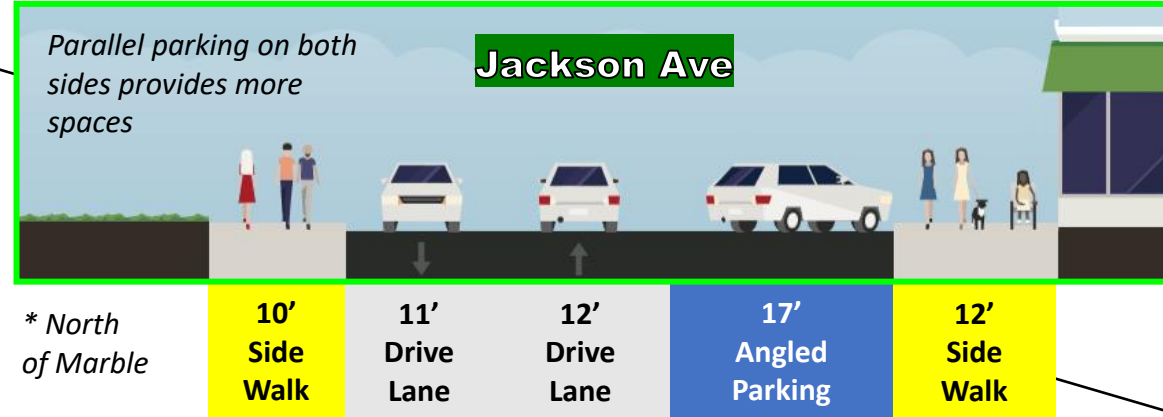 Parallel parking on both
sides provides more
spaces
Jackson Ave
* North
of Marble
10’
Side
Walk
11’
Drive
Lane
12’
Drive
Lane
17’
Angled
Parking
12’
Side
Walk